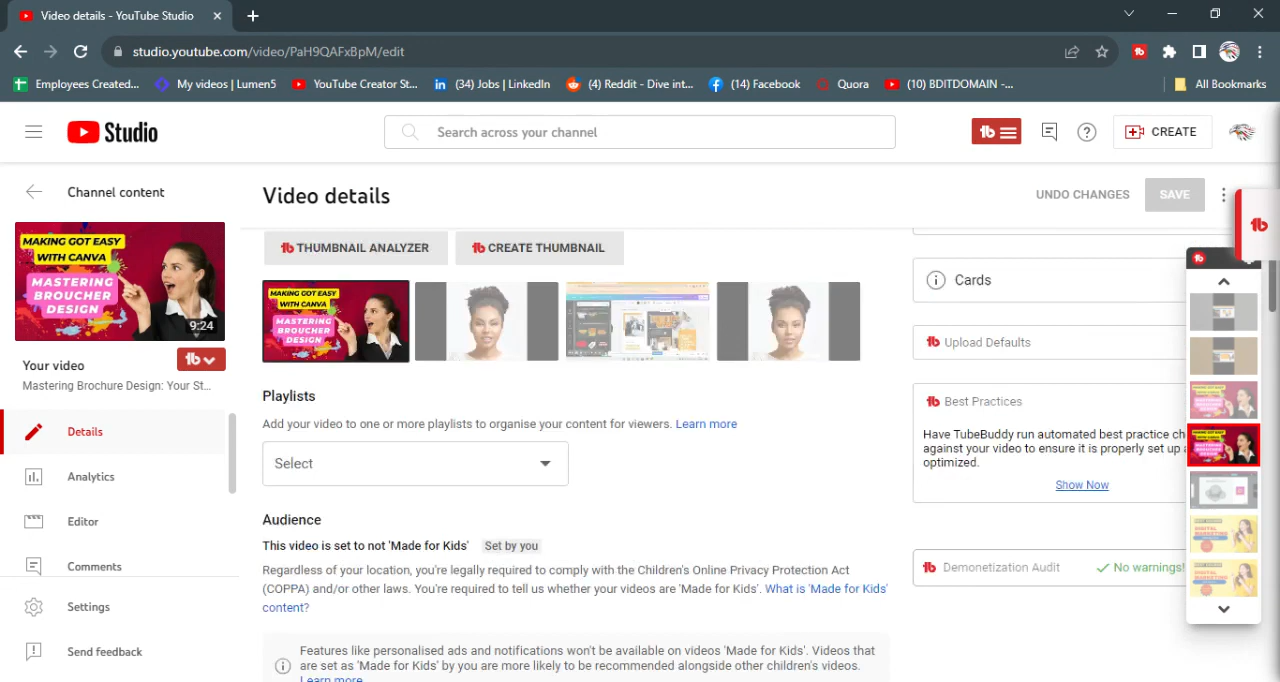 Video details - YouTube Studio
studio.youtube.com/video/PaH9QAFxBpM/edit
Employees Created...
My videos | Lumen5
YouTube Creator St...
(34) Jobs | LinkedIn
(4) Reddit - Dive int...
(14) Facebook
Quora
(10) BDITDOMAIN -...
All Bookmarks
Studio
Search across your channel
CREATE
Channel content
Video details
UNDO CHANGES
SAVE
MAKING GOT EASY
WITH CANVA
MASTERING
BROUCHER
DESIGN
9:24
Your video
Mastering Brochure Design: Your St...
Details
Analytics
Editor
Comments
Settings
Send feedback
THUMBNAIL ANALYZER
CREATE THUMBNAIL
MAKING GOT EASY
WITH CANVA
MASTERING
BROUCHER
DESIGN
Playlists
Add your video to one or more playlists to organise your content for viewers. Learn more
Select
Audience
This video is set to not 'Made for Kids'
Set by you
Regardless of your location, you're legally required to comply with the Children's Online Privacy Protection Act
(COPPA) and/or other laws. You're required to tell us whether your videos are 'Made for Kids'. What is 'Made for Kids'
content?
Features like personalised ads and notifications won't be available on videos 'Made for Kids'. Videos that
are set as 'Made for Kids' by you are more likely to be recommended alongside other children's videos.
Learn more
Cards
Upload Defaults
Best Practices
Have TubeBuddy run automated best practice ch
against your video to ensure it is properly set up a
optimized.
Show Now
Demonetization Audit
No warnings!